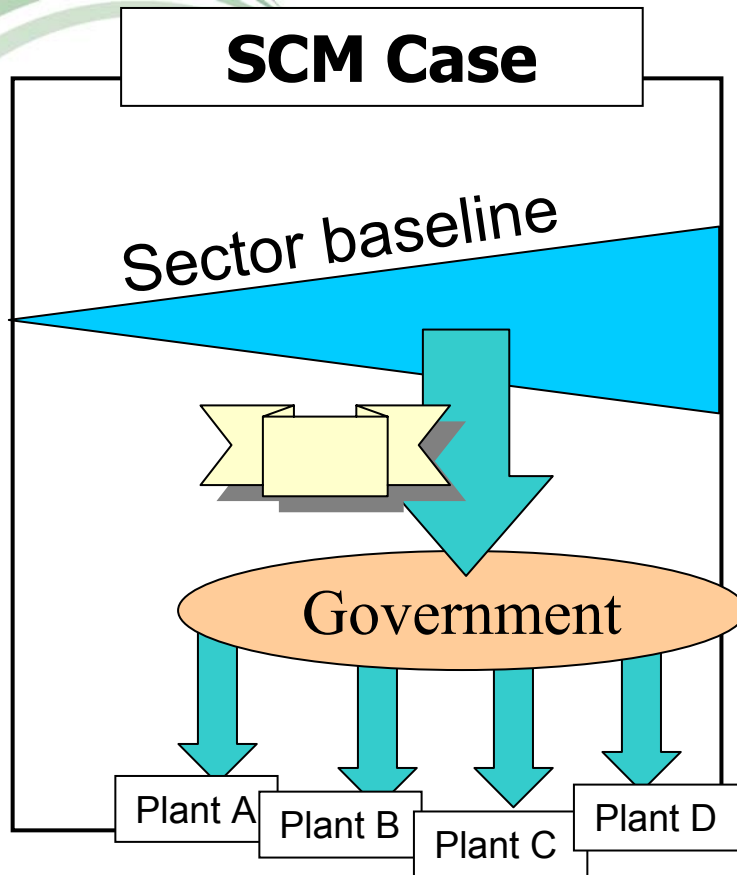 SCM Case
Sector baseline
Government
Plant A
Plant B
Plant C
Plant D